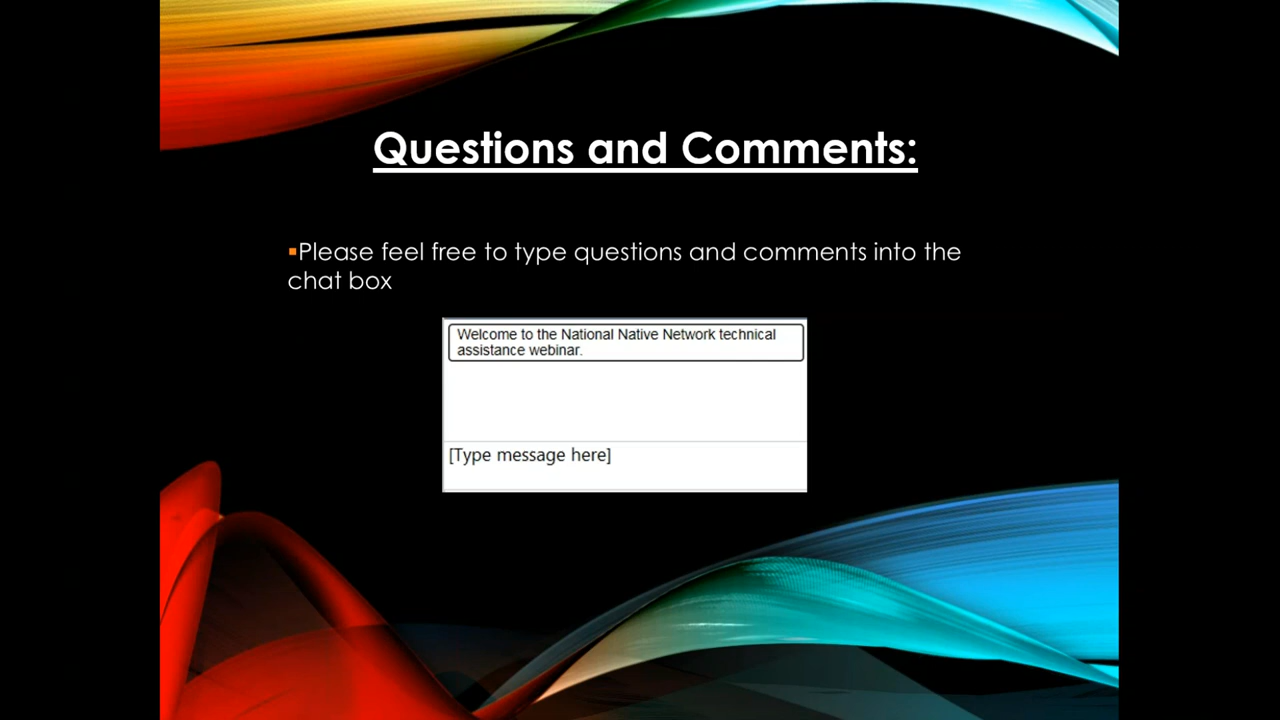 Questions and Comments:
▪Please feel free to type questions and comments into the
chat box
Welcome to the National Native Network technical
assistance webinar.
[Type message here]